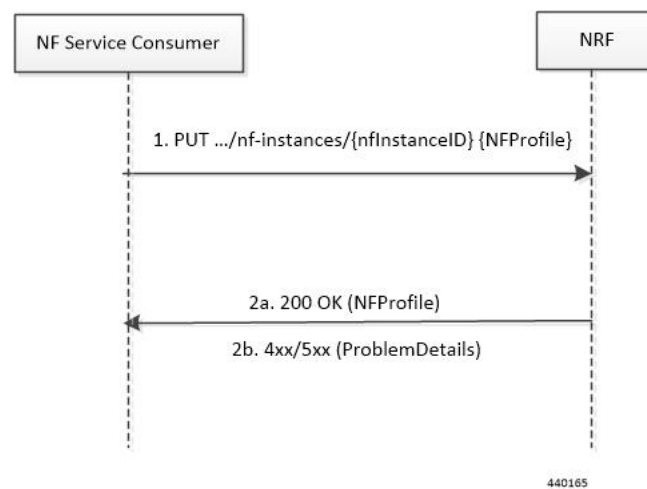 NF Service Consumer
NRF
1. PUT .../nf-instances/{nfInstanceID} {NFProfile}
2a. 200 OK (NFProfile)
2b. 4xx/5xx (ProblemDetails)
440165